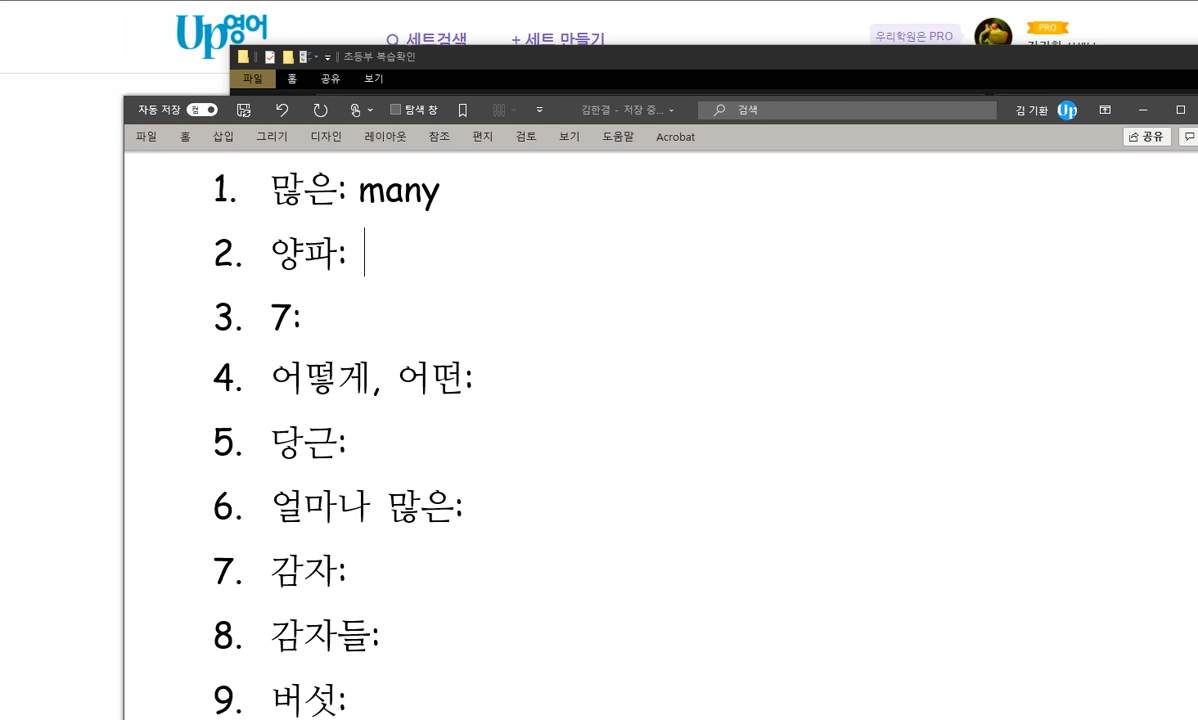 Up영어
세트검색 + 세트 만들기 우리학원은 PRO PRO
초등부 복습확인
파일 홈 공유 보기
자동 저장 컴 탐색 창 김한결 - 저장 중... 검색 김 기환 Up
파일 홈 삽입 그리기 디자인 레이아웃 참조 편지 검토 보기 도움말 Acrobat 공유
1. 많은: many
2. 양파:
3. 7:
4. 어떻게, 어떤:
5. 당근:
6. 얼마나 많은:
7. 감자:
8. 감자들:
9. 버섯: